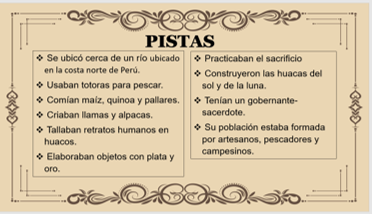 PISTAS
❖ Se ubicó cerca de un río ubicado
en la costa norte de Perú.
❖ Usaban totoras para pescar.
❖ Comían maíz, quinoa y pallares.
❖ Criaban llamas y alpacas.
❖ Tallaban retratos humanos en
huacos.
❖ Elaboraban objetos con plata y
oro.
❖ Practicaban el sacrificio
❖ Construyeron las huacas del
sol y de la luna.
❖ Tenían un gobernante-
sacerdote.
❖ Su población estaba formada
por artesanos, pescadores y
campesinos.